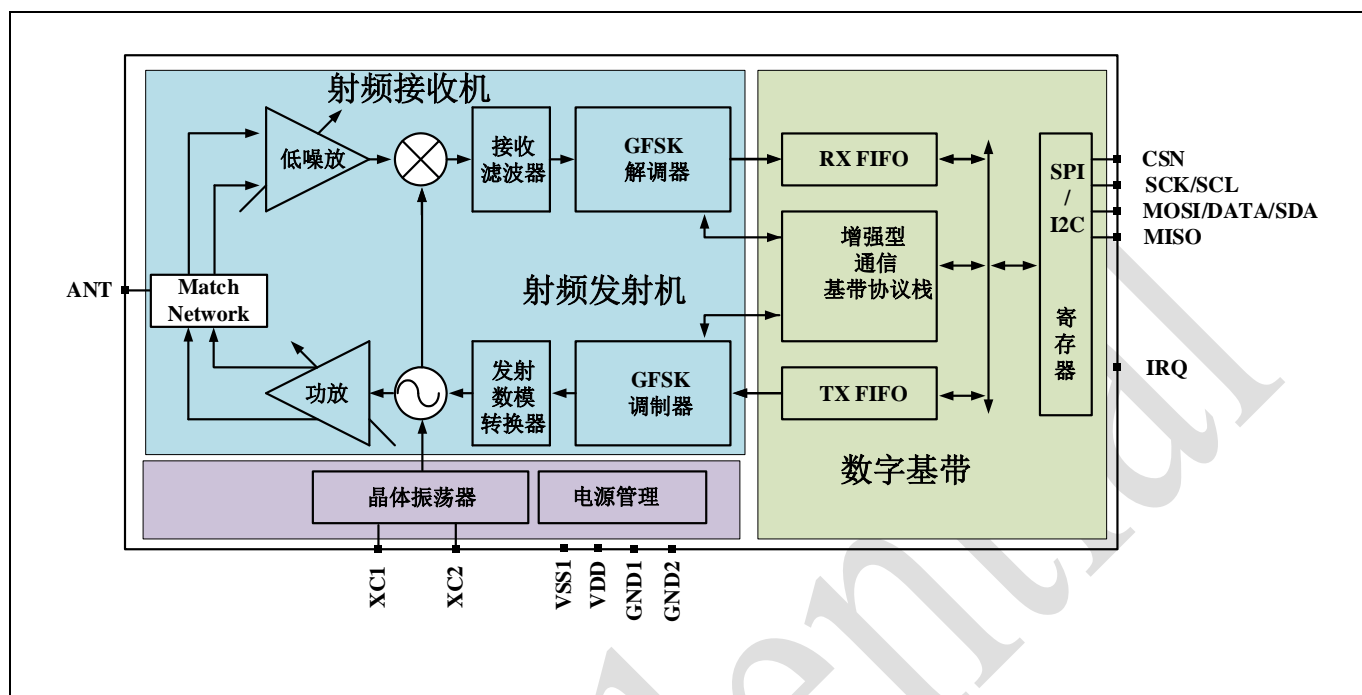 射频接收机
低噪放
接收
滤波器
GFSK
解调器
RX FIFO
SPI
/
I2C
寄
存
器
CSN
SCK/SCL
MOSI/DATA/SDA
MISO
增强型
通信
基带协议栈
ANT
Match
Network
射频发射机
功放
发射
数模
转换器
GFSK
调制器
TX FIFO
IRQ
数字基带
晶体振荡器
电源管理
XC1
XC2
VSS1
VDD
GND1
GND2